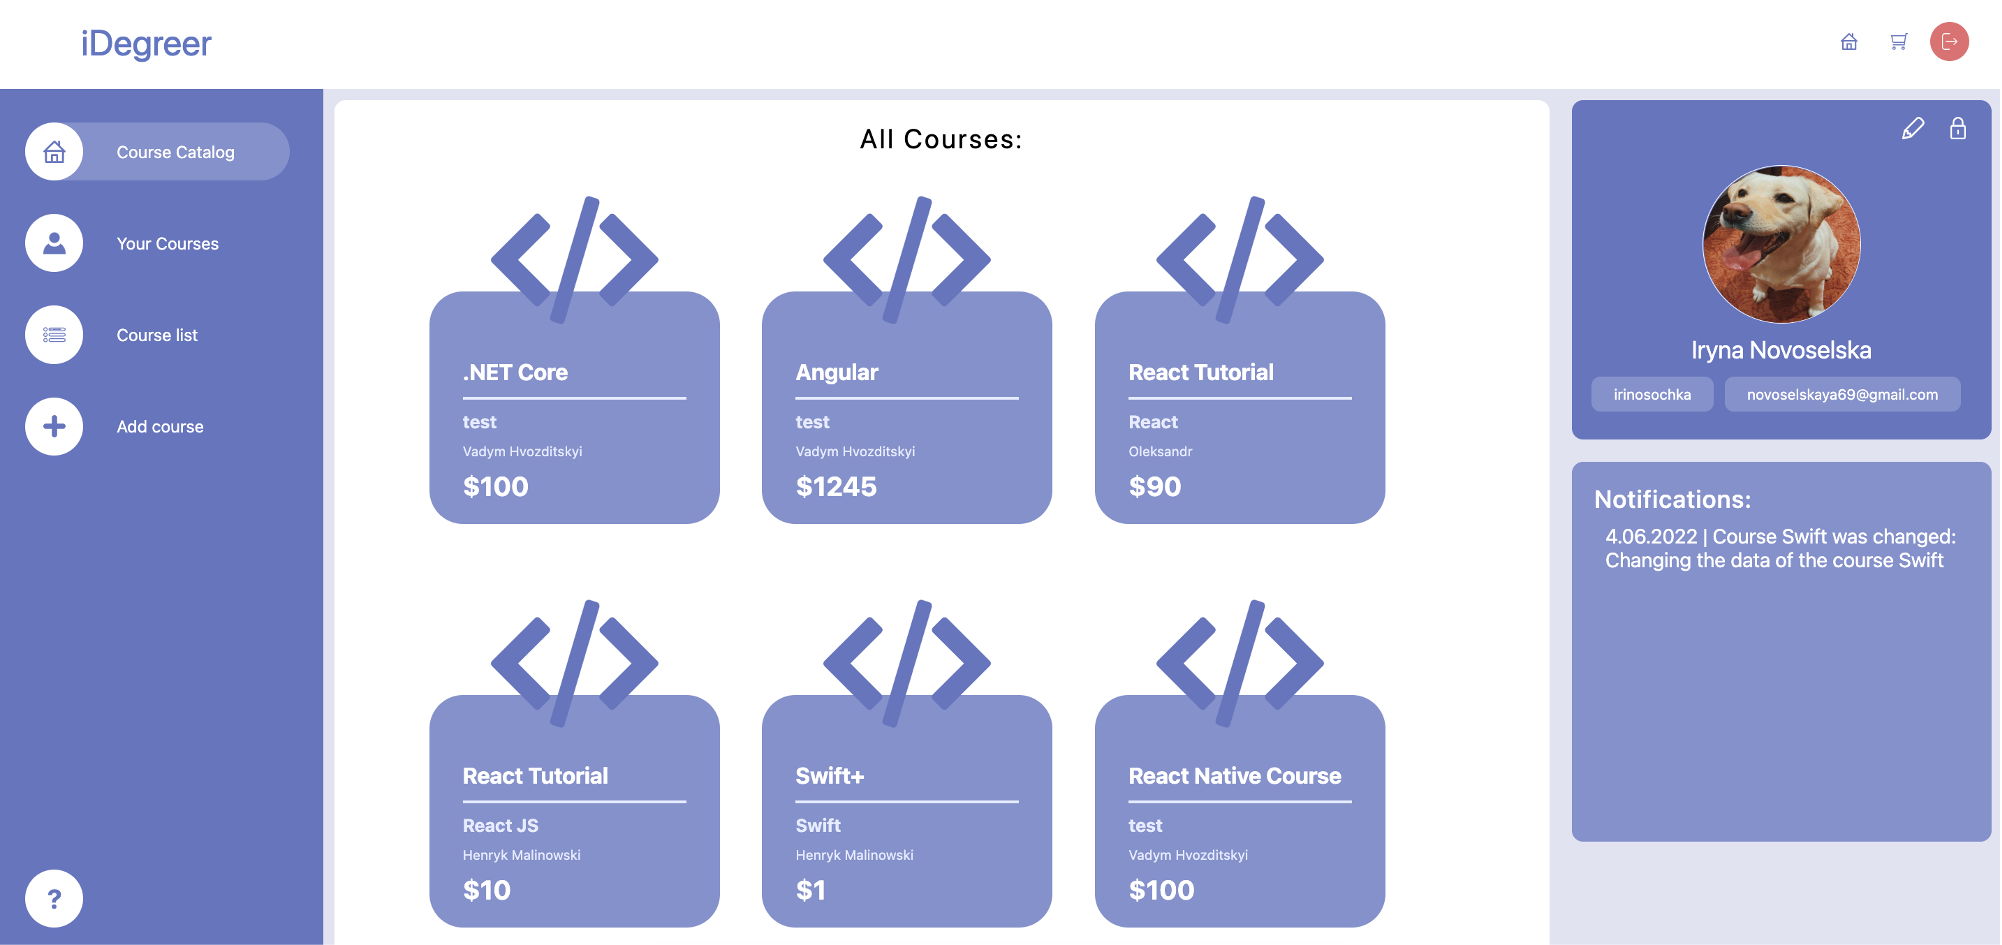 iDegreer
Course Catalog
Your Courses
Course list
Add course
?
All Courses:
.NET Core
test
Vadym Hvozditskyi
$100
Angular
test
Vadym Hvozditskyi
$1245
React Tutorial
React
Oleksandr
$90
React Tutorial
React JS
Henryk Malinowski
$10
Swift+
Swift
Henryk Malinowski
$1
React Native Course
test
Vadym Hvozditskyi
$100
Iryna Novoselska
irinosochka
novoselskaya69@gmail.com
Notifications:
4.06.2022 | Course Swift was changed:
Changing the data of the course Swift